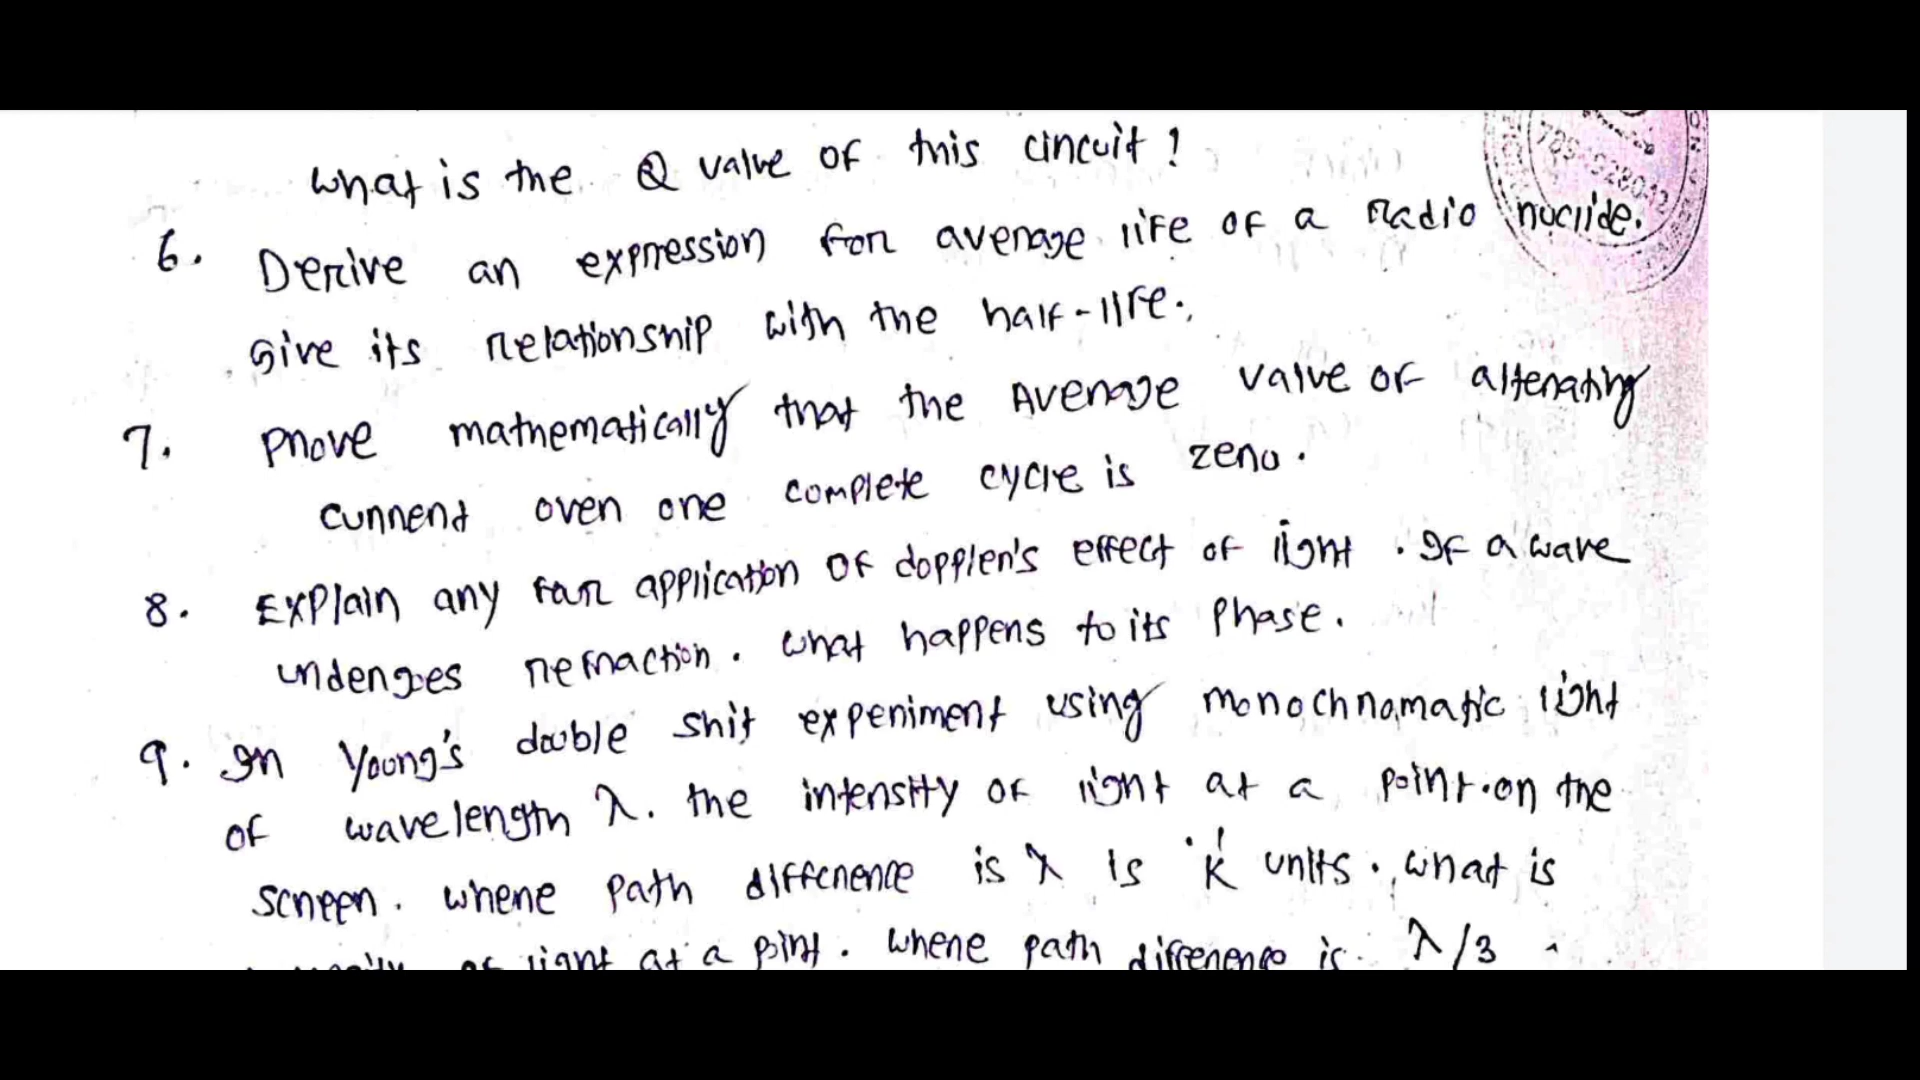 What is the Q value of this circuit?
6. Derive an expression for average life of a Radio nuclide.
Give its relationship with the half-life.
7. Prove mathematically that the Average value of alternating
current over one complete cycle is zero.
8. Explain any four application of doppler's effect of light. If a wave
undergoes refraction. what happens to its phase.
9. In Young's double shit experiment using monochromatic light
of wavelength λ. the intensity of light at a point on the
screen. where path difference is λ is 'K' units. what is
of light at a point. where path difference is λ/3